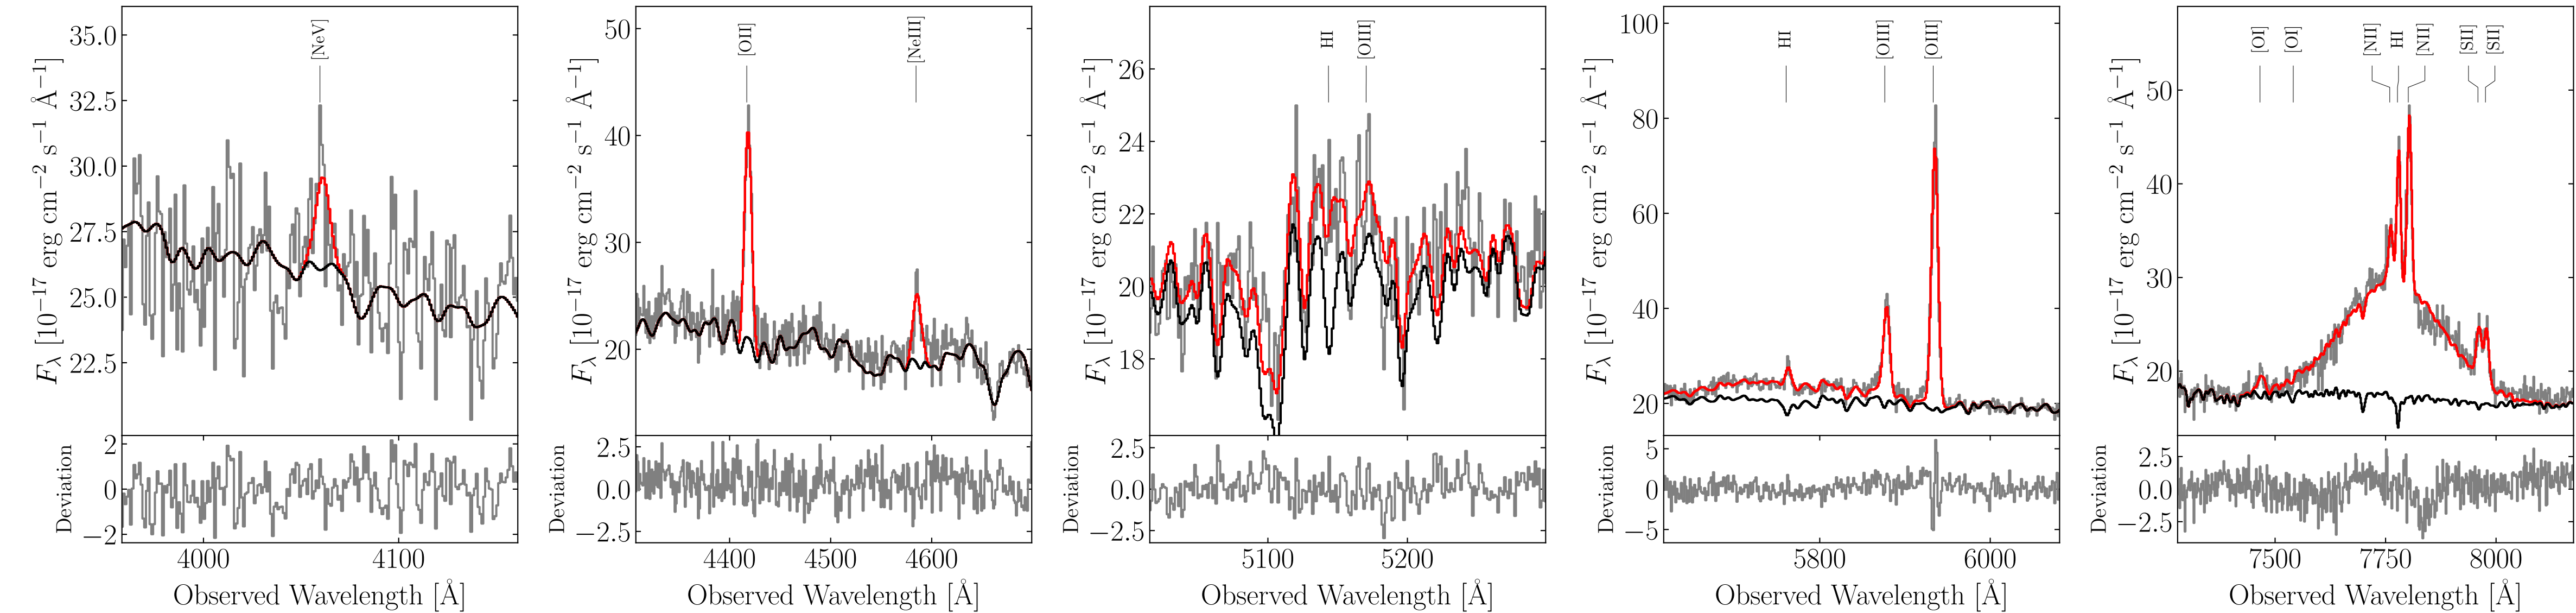 [NeV]
35.0
32.5
30.0
27.5
25.0
22.5
F_λ [10⁻¹⁷ erg cm⁻² s⁻¹ Å⁻¹]
2
0
−2
Deviation
4000 4100
Observed Wavelength [Å]
[OII] [NeIII]
50
40
30
20
F_λ [10⁻¹⁷ erg cm⁻² s⁻¹ Å⁻¹]
2.5
0.0
−2.5
Deviation
4400 4500 4600
Observed Wavelength [Å]
HI [OIII]
26
24
22
20
18
F_λ [10⁻¹⁷ erg cm⁻² s⁻¹ Å⁻¹]
2.5
0.0
−2.5
Deviation
5100 5200
Observed Wavelength [Å]
HI [OIII] [OIII]
100
80
60
40
20
F_λ [10⁻¹⁷ erg cm⁻² s⁻¹ Å⁻¹]
5
0
−5
Deviation
5800 6000
Observed Wavelength [Å]
[OI] [OI] [NII] HI [NII] [SII] [SII]
50
40
30
20
F_λ [10⁻¹⁷ erg cm⁻² s⁻¹ Å⁻¹]
2.5
0.0
−2.5
Deviation
7500 7750 8000
Observed Wavelength [Å]